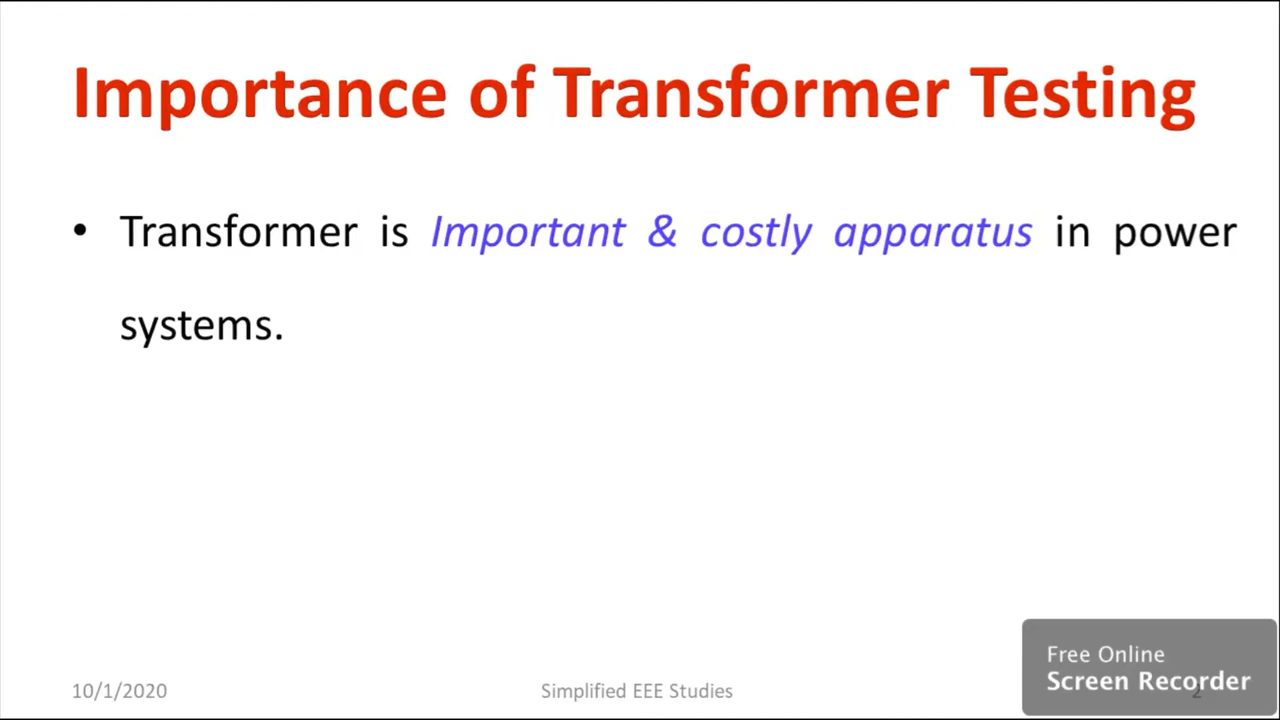 Importance of Transformer Testing
• Transformer is Important & costly apparatus in power
systems.
10/1/2020
Simplified EEE Studies
2
Free Online
Screen Recorder